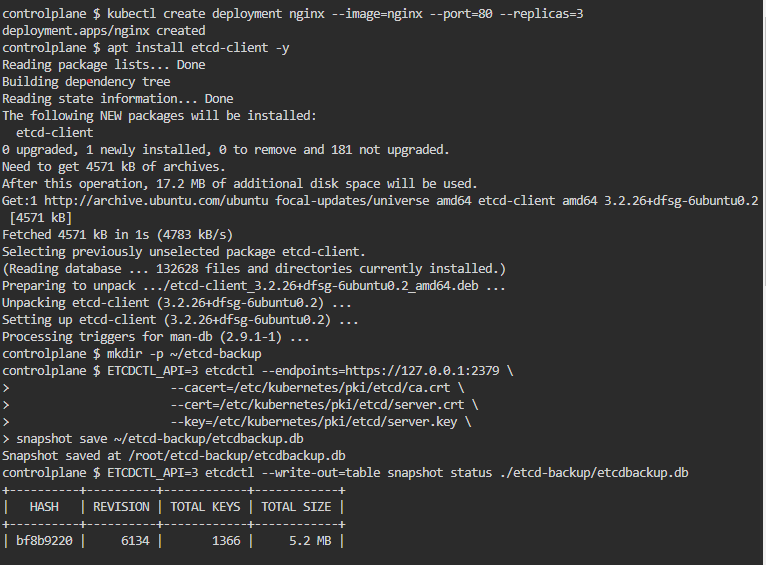 controlplane $ kubectl create deployment nginx --image=nginx --port=80 --replicas=3
deployment.apps/nginx created
controlplane $ apt install etcd-client -y
Reading package lists... Done
Building dependency tree
Reading state information... Done
The following NEW packages will be installed:
  etcd-client
0 upgraded, 1 newly installed, 0 to remove and 181 not upgraded.
Need to get 4571 kB of archives.
After this operation, 17.2 MB of additional disk space will be used.
Get:1 http://archive.ubuntu.com/ubuntu focal-updates/universe amd64 etcd-client amd64 3.2.26+dfsg-6ubuntu0.2
 [4571 kB]
Fetched 4571 kB in 1s (4783 kB/s)
Selecting previously unselected package etcd-client.
(Reading database ... 132628 files and directories currently installed.)
Preparing to unpack .../etcd-client_3.2.26+dfsg-6ubuntu0.2_amd64.deb ...
Unpacking etcd-client (3.2.26+dfsg-6ubuntu0.2) ...
Setting up etcd-client (3.2.26+dfsg-6ubuntu0.2) ...
Processing triggers for man-db (2.9.1-1) ...
controlplane $ mkdir -p ~/etcd-backup
controlplane $ ETCDCTL_API=3 etcdctl --endpoints=https://127.0.0.1:2379 \
>                      --cacert=/etc/kubernetes/pki/etcd/ca.crt \
>                      --cert=/etc/kubernetes/pki/etcd/server.crt \
>                      --key=/etc/kubernetes/pki/etcd/server.key \
> snapshot save ~/etcd-backup/etcdbackup.db
Snapshot saved at /root/etcd-backup/etcdbackup.db
controlplane $ ETCDCTL_API=3 etcdctl --write-out=table snapshot status ./etcd-backup/etcdbackup.db
+----------+----------+------------+------------+
|   HASH   | REVISION | TOTAL KEYS | TOTAL SIZE |
+----------+----------+------------+------------+
| bf8b9220 |     6134 |       1366 |     5.2 MB |